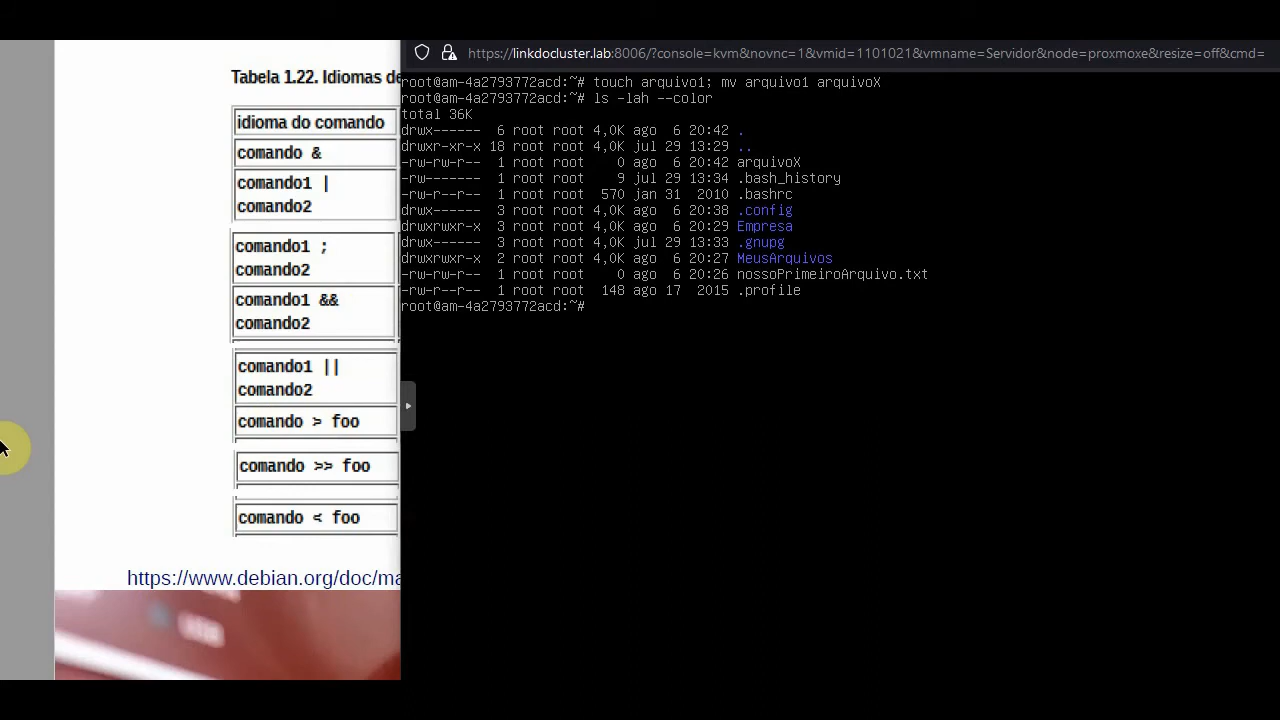 Tabela 1.22. Idiomas de
idioma do comando
comando &
comando1 |
comando2
comando1 ;
comando2
comando1 &&
comando2
comando1 ||
comando2
comando > foo
comando >> foo
comando < foo
https://www.debian.org/doc/ma
https://linkdocluster.lab:8006/?console=kvm&novnc=1&vmid=1101021&vmname=Servidor&node=proxmoxe&resize=off&cmd=
root@am-4a2793772acd:~# touch arquivo1; mv arquivo1 arquivoX
root@am-4a2793772acd:~# ls -lah --color
total 36K
drwx------  6 root root 4,0K ago  6 20:42 .
drwxr-xr-x 18 root root 4,0K jul 29 13:29 ..
-rw-rw-r--  1 root root    0 ago  6 20:42 arquivoX
-rw-rw-r--  1 root root    9 jul 29 13:34 .bash_history
-rw-r--r--  1 root root  570 jan 31  2010 .bashrc
drwx------  3 root root 4,0K ago  6 20:38 .config
drwxrwxr-x  3 root root 4,0K ago  6 20:29 Empresa
drwx------  3 root root 4,0K jul 29 13:33 .gnupg
drwxrwxr-x  2 root root 4,0K ago  6 20:27 MeusArquivos
-rw-rw-r--  1 root root    0 ago  6 20:26 nossoPrimeiroArquivo.txt
-rw-r--r--  1 root root  148 ago 17  2015 .profile
root@am-4a2793772acd:~#